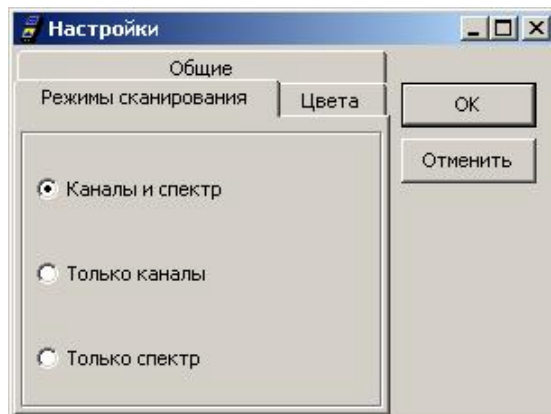 Настройки
Общие
Режимы сканирования
Цвета
OK
Отменить
Каналы и спектр
Только каналы
Только спектр